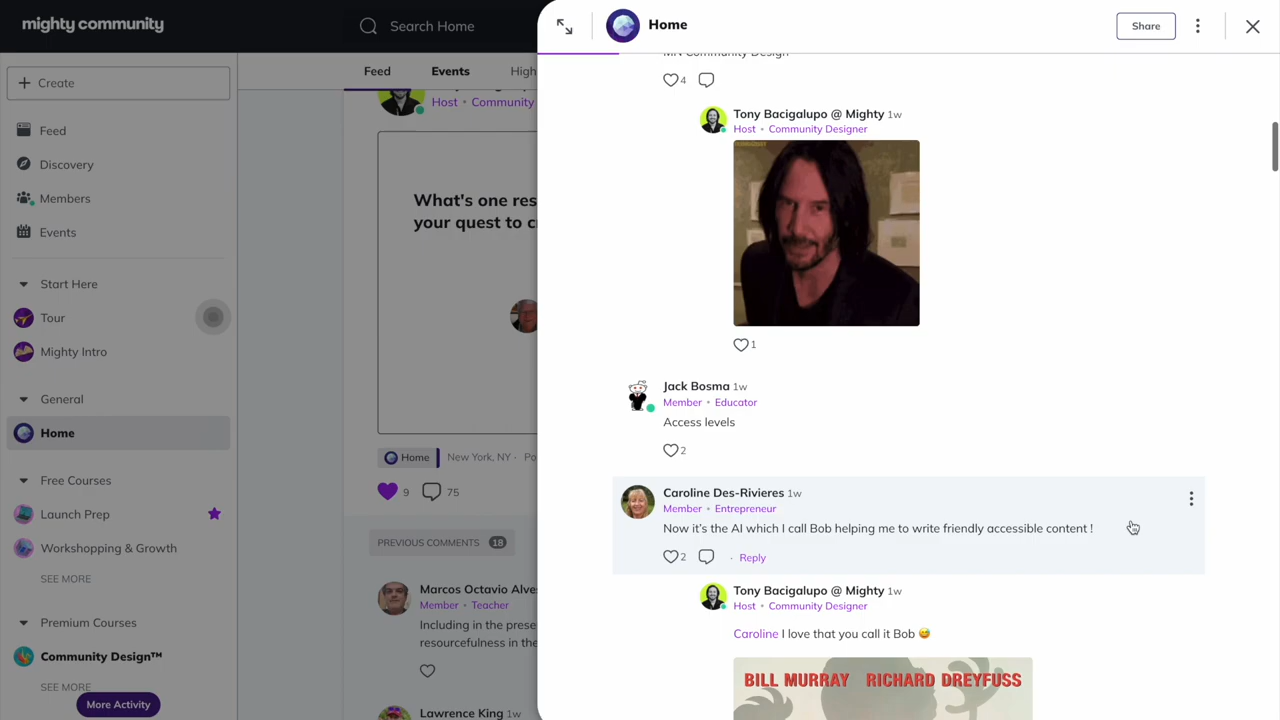 mighty community
Search Home
Home
Share
Create
Feed
Discovery
Members
Events
Start Here
Tour
Mighty Intro
General
Home
Free Courses
Launch Prep
Workshopping & Growth
SEE MORE
Premium Courses
Community Design™
SEE MORE
More Activity
Feed
Events
High
Host • Community
What's one res
your quest to c
Home
New York, NY · Po
9
75
PREVIOUS COMMENTS 18
Marcos Octavio Alve
Member • Teacher
Including in the prese
resourcefulness in the
Lawrence King 1w
MN Community Design
4
Tony Bacigalupo @ Mighty 1w
Host • Community Designer
1
Jack Bosma 1w
Member • Educator
Access levels
2
Caroline Des-Rivieres 1w
Member • Entrepreneur
Now it's the AI which I call Bob helping me to write friendly accessible content !
2
· Reply
Tony Bacigalupo @ Mighty 1w
Host • Community Designer
Caroline I love that you call it Bob 😅
BILL MURRAY RICHARD DREYFUSS